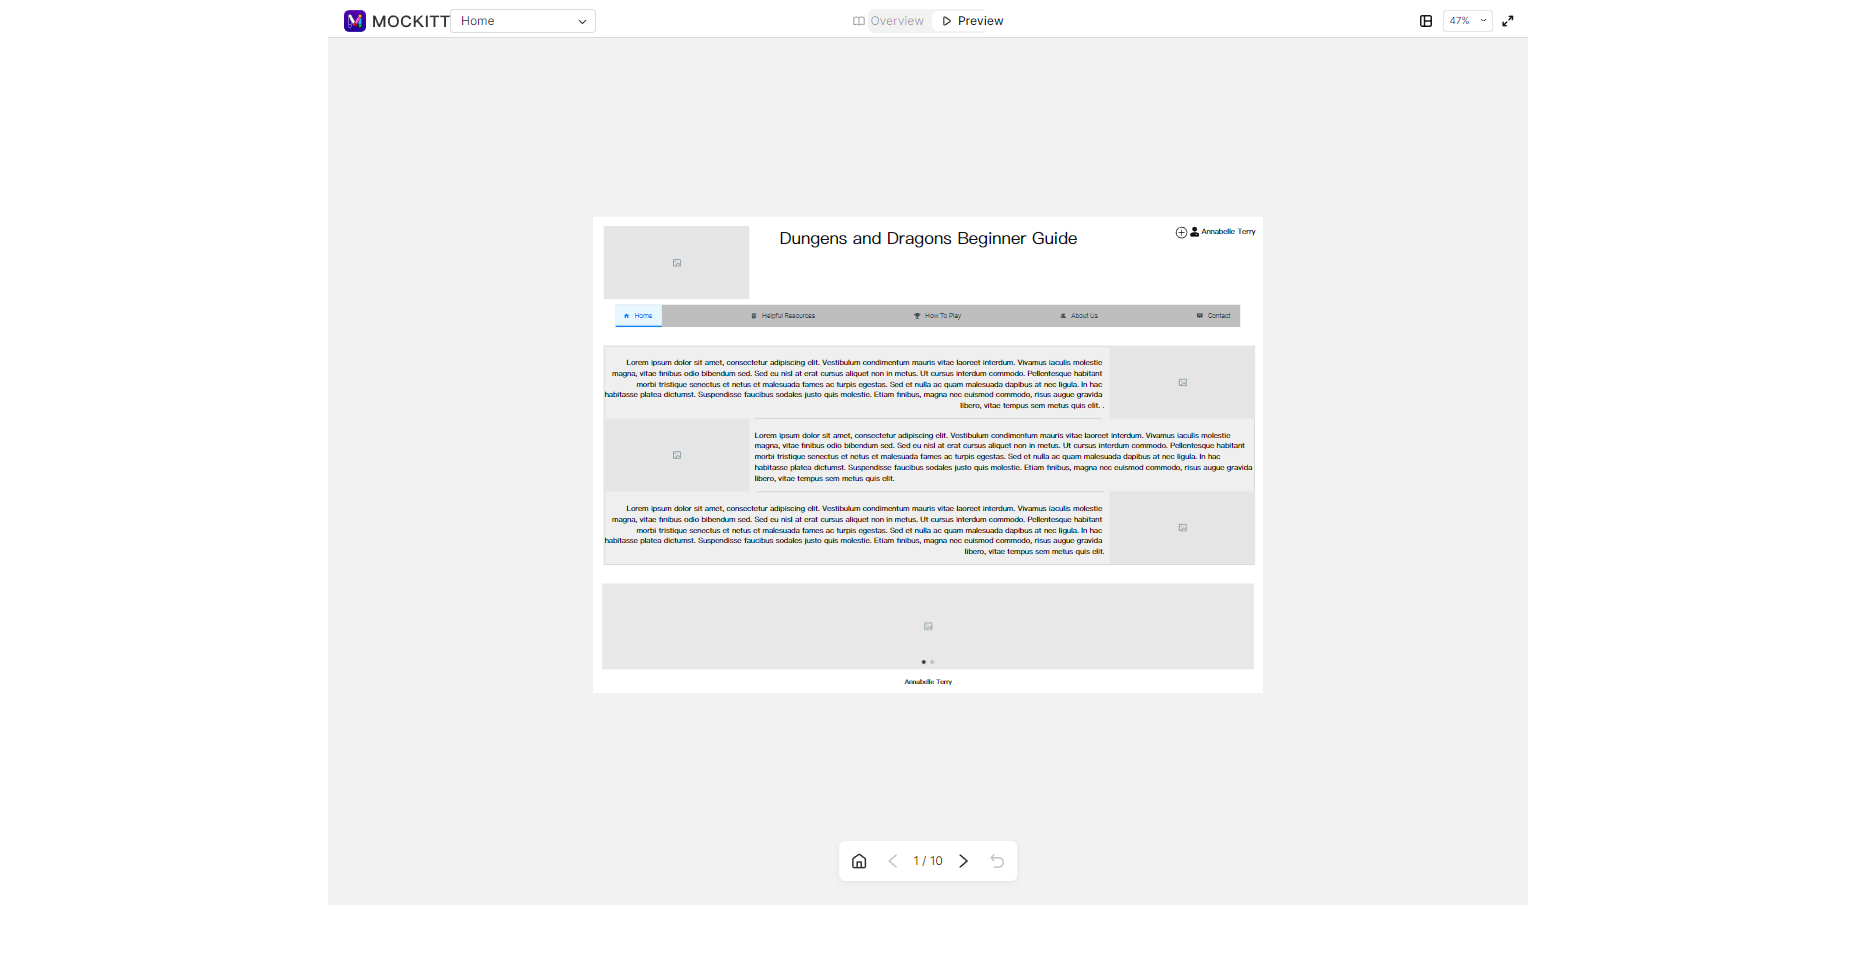 MOCKITT
Home
Overview
Preview
47%
Dungens and Dragons Beginner Guide
Annabelle Terry
Home
Helpful Resources
How To Play
About Us
Contact
Lorem ipsum dolor sit amet, consectetur adipiscing elit. Vestibulum condimentum mauris vitae laoreet interdum. Vivamus iaculis molestie
magna, vitae finibus odio bibendum sed. Sed eu nisl at erat cursus aliquet non in metus. Ut cursus interdum commodo. Pellentesque habitant
morbi tristique senectus et netus et malesuada fames ac turpis egestas. Sed et nulla ac quam malesuada dapibus at nec ligula. In hac
habitasse platea dictumst. Suspendisse faucibus sodales justo quis molestie. Etiam finibus, magna nec euismod commodo, risus augue gravida
libero, vitae tempus sem metus quis elit. .
Lorem ipsum dolor sit amet, consectetur adipiscing elit. Vestibulum condimentum mauris vitae laoreet interdum. Vivamus iaculis molestie
magna, vitae finibus odio bibendum sed. Sed eu nisl at erat cursus aliquet non in metus. Ut cursus interdum commodo. Pellentesque habitant
morbi tristique senectus et netus et malesuada fames ac turpis egestas. Sed et nulla ac quam malesuada dapibus at nec ligula. In hac
habitasse platea dictumst. Suspendisse faucibus sodales justo quis molestie. Etiam finibus, magna nec euismod commodo, risus augue gravida
libero, vitae tempus sem metus quis elit.
Lorem ipsum dolor sit amet, consectetur adipiscing elit. Vestibulum condimentum mauris vitae laoreet interdum. Vivamus iaculis molestie
magna, vitae finibus odio bibendum sed. Sed eu nisl at erat cursus aliquet non in metus. Ut cursus interdum commodo. Pellentesque habitant
morbi tristique senectus et netus et malesuada fames ac turpis egestas. Sed et nulla ac quam malesuada dapibus at nec ligula. In hac
habitasse platea dictumst. Suspendisse faucibus sodales justo quis molestie. Etiam finibus, magna nec euismod commodo, risus augue gravida
libero, vitae tempus sem metus quis elit.
Annabelle Terry
1 / 10